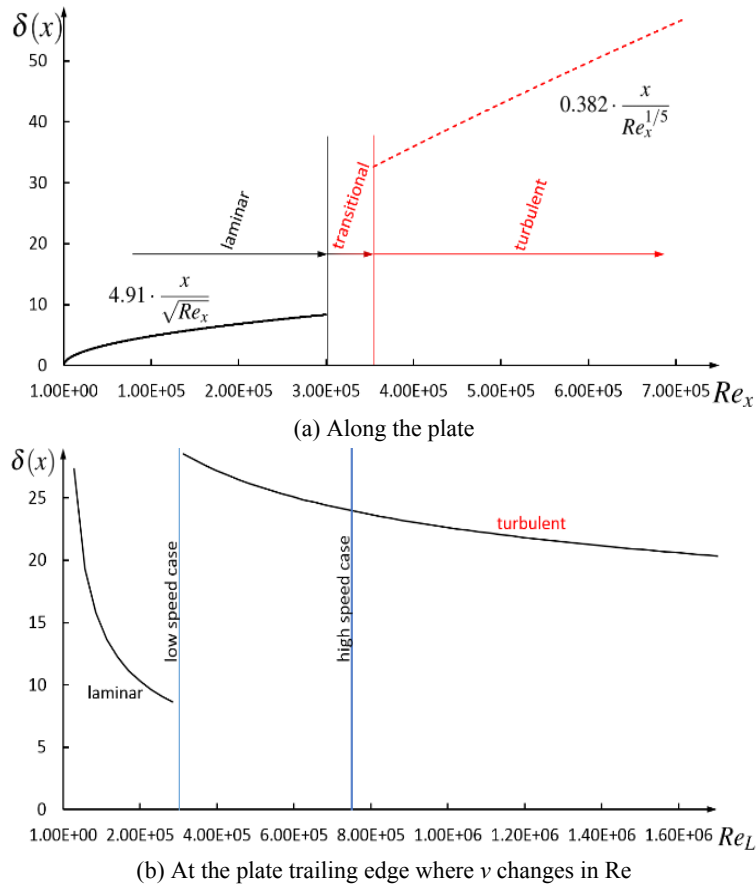 δ(x)
50
40
30
20
10
0
laminar
transitional
turbulent
0.382 · x / Re_x^{1/5}
4.91 · x / √Re_x
1.00E+00 1.00E+05 2.00E+05 3.00E+05 4.00E+05 5.00E+05 6.00E+05 7.00E+05 Re_x
(a) Along the plate
δ(x)
25
20
15
10
5
0
laminar
low speed case
high speed case
turbulent
1.00E+00 2.00E+05 4.00E+05 6.00E+05 8.00E+05 1.00E+06 1.20E+06 1.40E+06 1.60E+06 Re_L
(b) At the plate trailing edge where v changes in Re